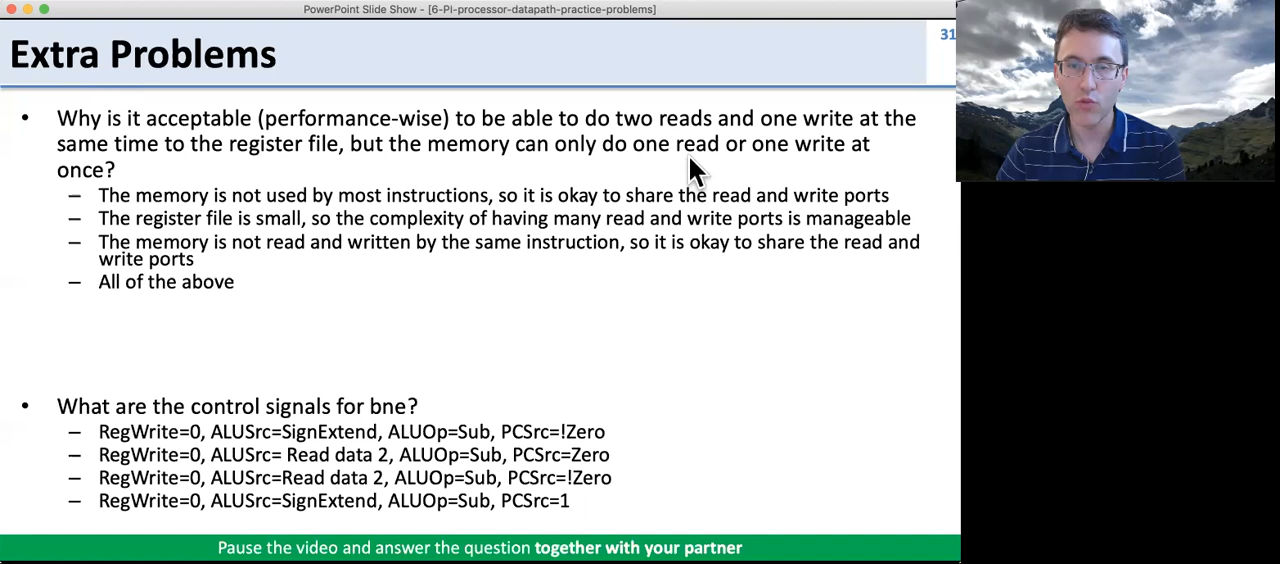 PowerPoint Slide Show - [6-PI-processor-datapath-practice-problems]
Extra Problems
31
• Why is it acceptable (performance-wise) to be able to do two reads and one write at the
same time to the register file, but the memory can only do one read or one write at
once?
– The memory is not used by most instructions, so it is okay to share the read and write ports
– The register file is small, so the complexity of having many read and write ports is manageable
– The memory is not read and written by the same instruction, so it is okay to share the read and
write ports
– All of the above
• What are the control signals for bne?
– RegWrite=0, ALUSrc=SignExtend, ALUOp=Sub, PCSrc=!Zero
– RegWrite=0, ALUSrc= Read data 2, ALUOp=Sub, PCSrc=Zero
– RegWrite=0, ALUSrc=Read data 2, ALUOp=Sub, PCSrc=!Zero
– RegWrite=0, ALUSrc=SignExtend, ALUOp=Sub, PCSrc=1
Pause the video and answer the question together with your partner